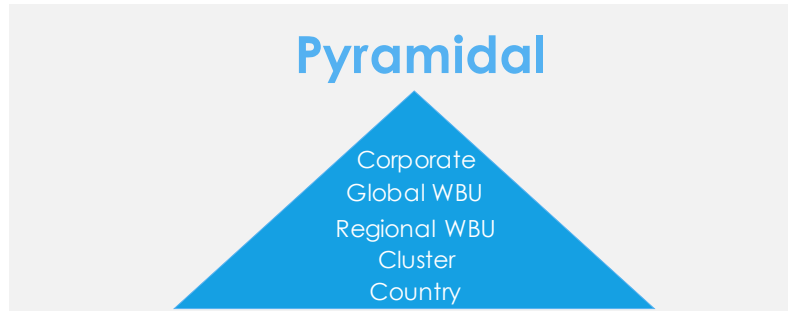 Pyramidal
Corporate
Global WBU
Regional WBU
Cluster
Country